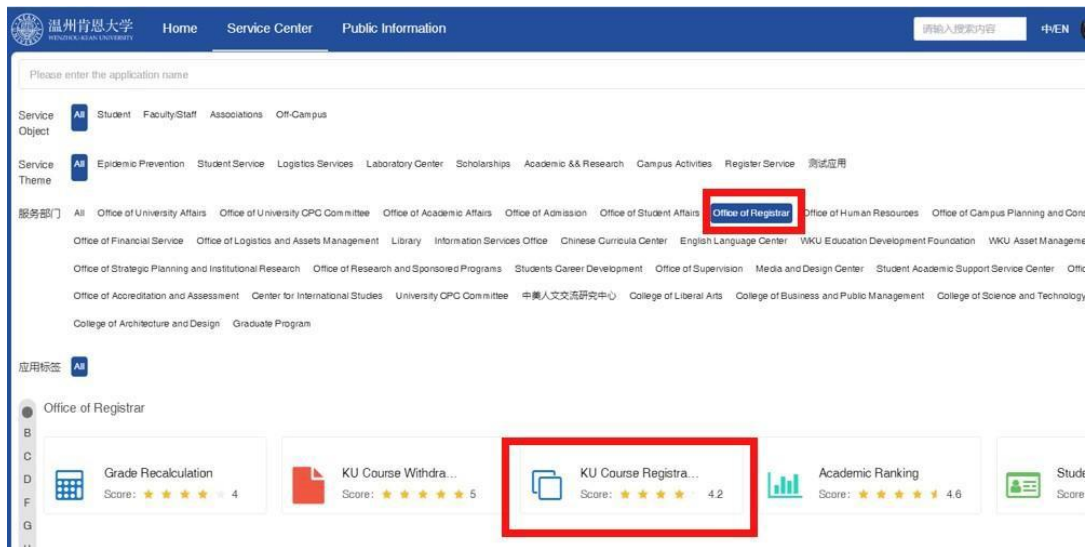 温州肯恩大学 Home Service Center Public Information 请输入搜索内容 中/EN
WENZHOU-KEAN UNIVERSITY
Please enter the application name
Service Object All Student Faculty/Staff Associations Off-Campus
Service Theme All Epidemic Prevention Student Service Logistics Services Laboratory Center Scholarships Academic && Research Campus Activities Register Service 测试应用
服务部门 All Office of University Affairs Office of University CPC Committee Office of Academic Affairs Office of Admission Office of Student Affairs Office of Registrar Office of Human Resources Office of Campus Planning and Cons
Office of Financial Service Office of Logistics and Assets Management Library Information Services Office Chinese Curricula Center English Language Center WKU Education Development Foundation WKU Asset Manageme
Office of Strategic Planning and Institutional Research Office of Research and Sponsored Programs Students Career Development Office of Supervision Media and Design Center Student Academic Support Service Center Offic
Office of Accreditation and Assessment Center for International Studies University CPC Committee 中美人文交流研究中心 College of Liberal Arts College of Business and Public Management College of Science and Technology
College of Architecture and Design Graduate Program
应用标签 All
Office of Registrar
B
C
D
F
G
Grade Recalculation
Score: 4
KU Course Withdra...
Score: 5
KU Course Registra...
Score: 4.2
Academic Ranking
Score: 4.6
Stude
Score